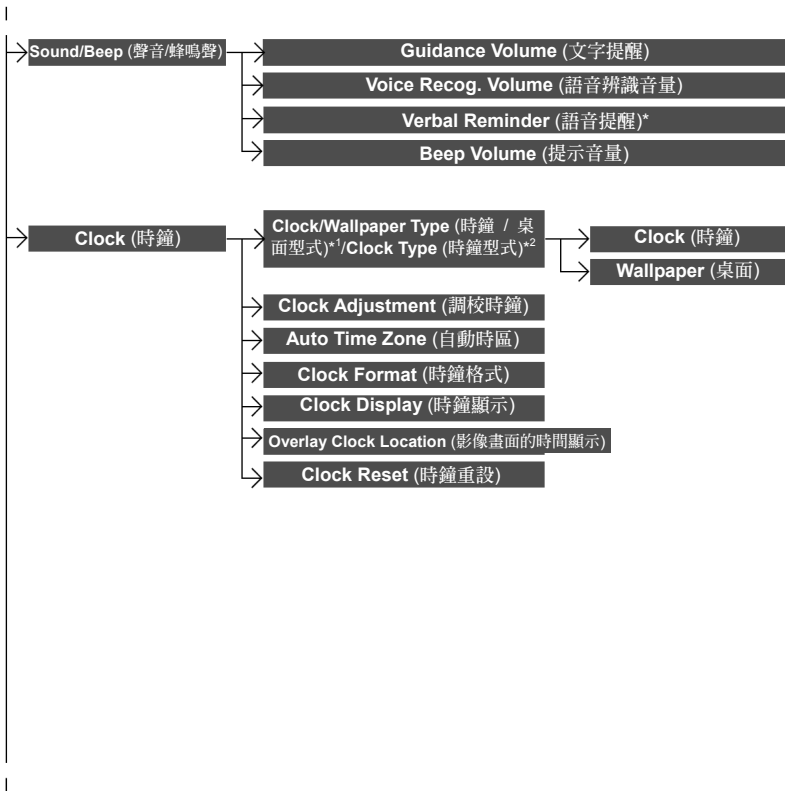 Sound/Beep (聲音/蜂鳴聲)
Guidance Volume (文字提醒)
Voice Recog. Volume (語音辨識音量)
Verbal Reminder (語音提醒)*
Beep Volume (提示音量)
Clock (時鐘)
Clock/Wallpaper Type (時鐘 / 桌
面型式)*1/Clock Type (時鐘型式)*2
Clock (時鐘)
Wallpaper (桌面)
Clock Adjustment (調校時鐘)
Auto Time Zone (自動時區)
Clock Format (時鐘格式)
Clock Display (時鐘顯示)
Overlay Clock Location (影像畫面的時間顯示)
Clock Reset (時鐘重設)